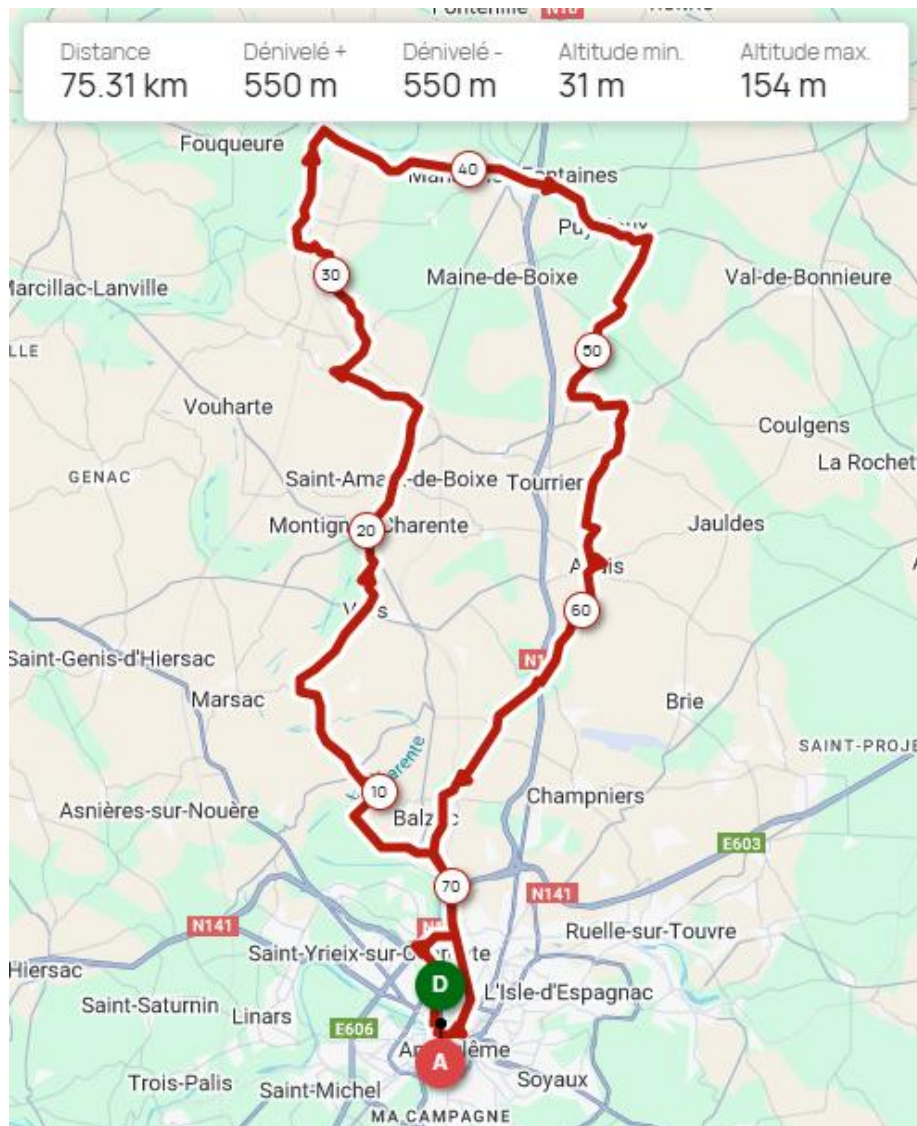 Distance
75.31 km
Dénivelé +
550 m
Dénivelé -
550 m
Altitude min.
31 m
Altitude max.
154 m
Fouqueure
40
Fontaines
30
Maine-de-Boixe
Val-de-Bonnieure
Marcillac-Lanville
50
LLE
Vouharte
Coulgens
La Rochet
GENAC
Saint-Ama de-Boixe
Tourrier
20
Montign Charente
Jauldes
60
N1
Saint-Genis-d'Hiersac
Marsac
Brie
SAINT-PROJE
10
Champniers
Asnières-sur-Nouère
Balz c
E603
70
N141
N141
Ruelle-sur-Touvre
Saint-Yrieix-sur-C
Hiersac
D
L'Isle-d'Espagnac
Saint-Saturnin
Linars
E606
A
lême
Soyaux
Trois-Palis
Saint-Michel
MA CAMPAGNE